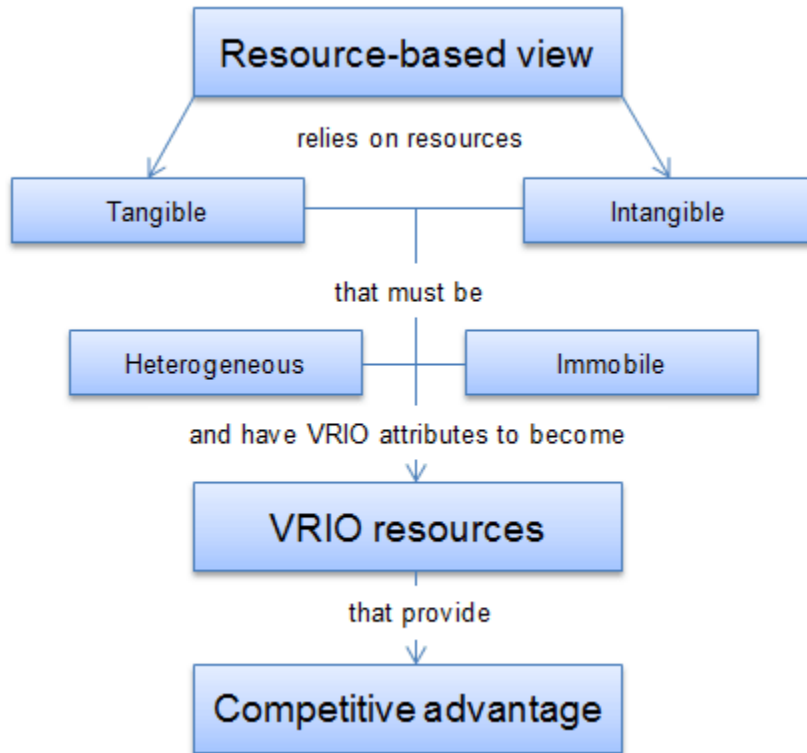 Resource-based view
relies on resources
Tangible
Intangible
that must be
Heterogeneous
Immobile
and have VRIO attributes to become
VRIO resources
that provide
Competitive advantage